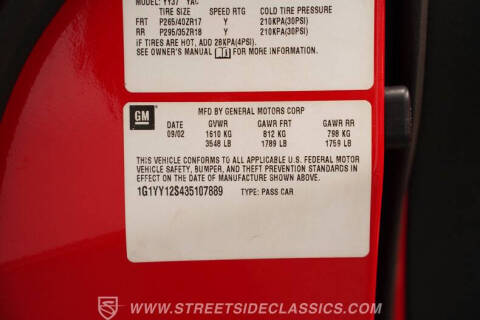 MODEL: YY37 YAC
TIRE SIZE SPEED RTG COLD TIRE PRESSURE
FRT P265/40ZR17 Y 210KPA(30PSI)
RR P295/35ZR18 Y 210KPA(30PSI)
IF TIRES ARE HOT, ADD 28KPA(4PSI).
SEE OWNER'S MANUAL FOR MORE INFORMATION.
GM MFD BY GENERAL MOTORS CORP
DATE GVWR GAWR FRT GAWR RR
09/02 1610 KG 812 KG 798 KG
3548 LB 1789 LB 1759 LB
THIS VEHICLE CONFORMS TO ALL APPLICABLE U.S. FEDERAL MOTOR
VEHICLE SAFETY, BUMPER, AND THEFT PREVENTION STANDARDS IN
EFFECT ON THE DATE OF MANUFACTURE SHOWN ABOVE.
1G1YY12S435107889 TYPE: PASS CAR
WWW.STREETSIDECLASSICS.COM